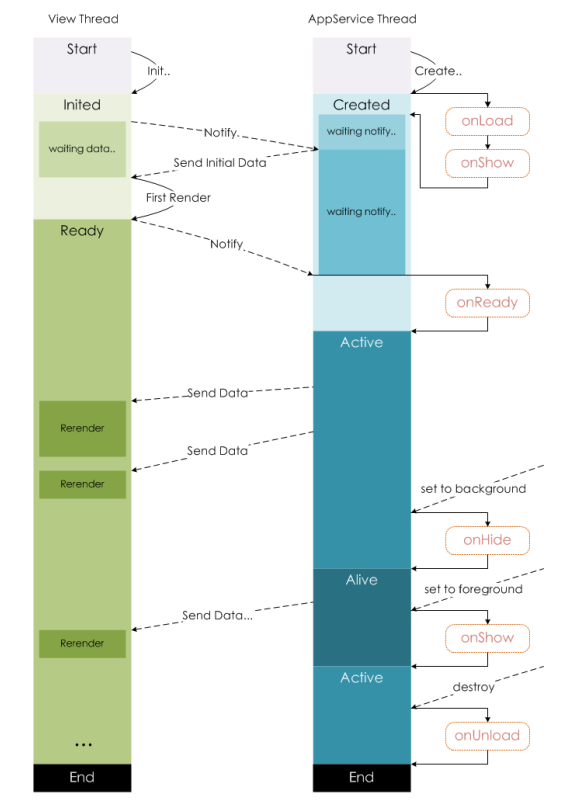 View Thread
AppService Thread
Start
Start
Init..
Create..
Inited
Created
onLoad
waiting data..
Notify
waiting notify..
Send Initial Data
onShow
First Render
waiting notify..
Ready
Notify
onReady
Active
Send Data
Rerender
Send Data
Rerender
set to background
onHide
Alive
set to foreground
Send Data...
Rerender
onShow
Active
destroy
onUnload
...
End
End